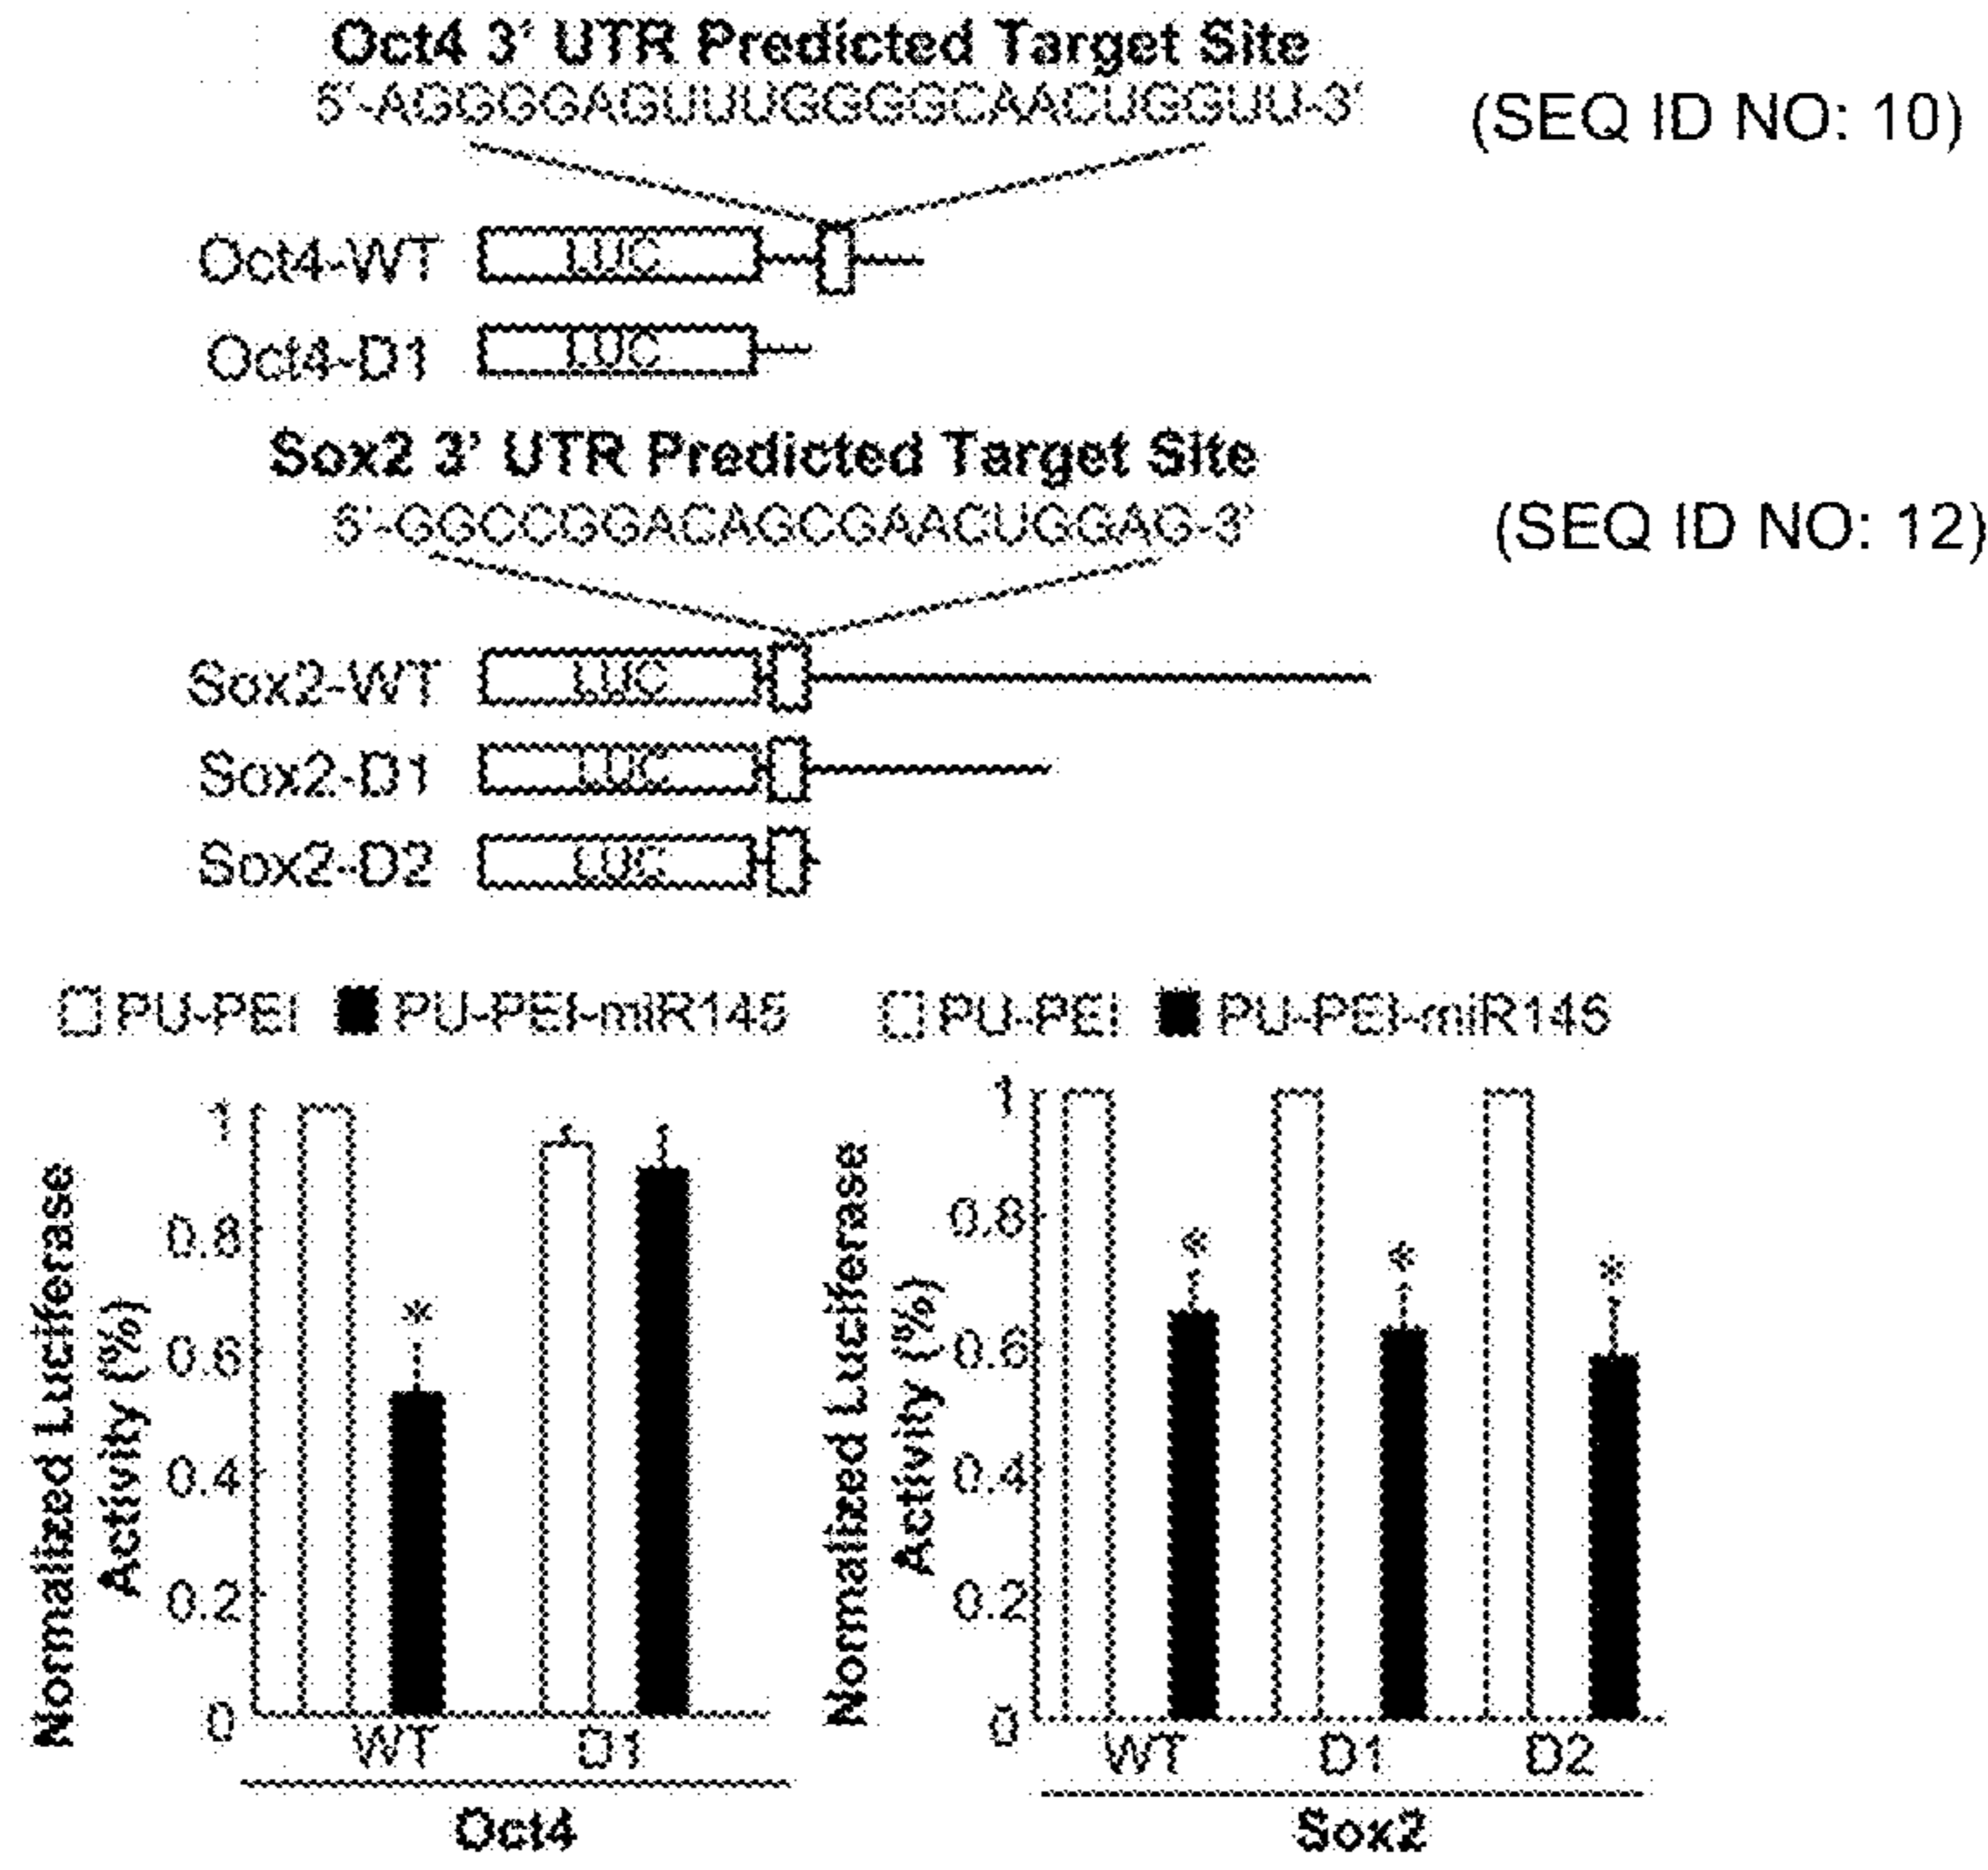 Oct4 3' UTR Predicted Target Site
5'-AGGGGAGUUUGGGGCAACUGGUU-3'
(SEQ ID NO: 10)
Oct4-WT LUC
Oct4-D1 LUC
Sox2 3' UTR Predicted Target Site
5'-GGCCGGACAGCGAACUGGAG-3'
(SEQ ID NO: 12)
Sox2-WT LUC
Sox2-D1 LUC
Sox2-D2 LUC
PU-PEI PU-PEI-miR145
PU-PEI PU-PEI-miR145
Normalized Luciferase
Activity (%)
1
0.8
0.6
0.4
0.2
0
*
WT D1
Oct4
Normalized Luciferase
Activity (%)
1
0.8
0.6
0.4
0.2
0
* * *
WT D1 D2
Sox2